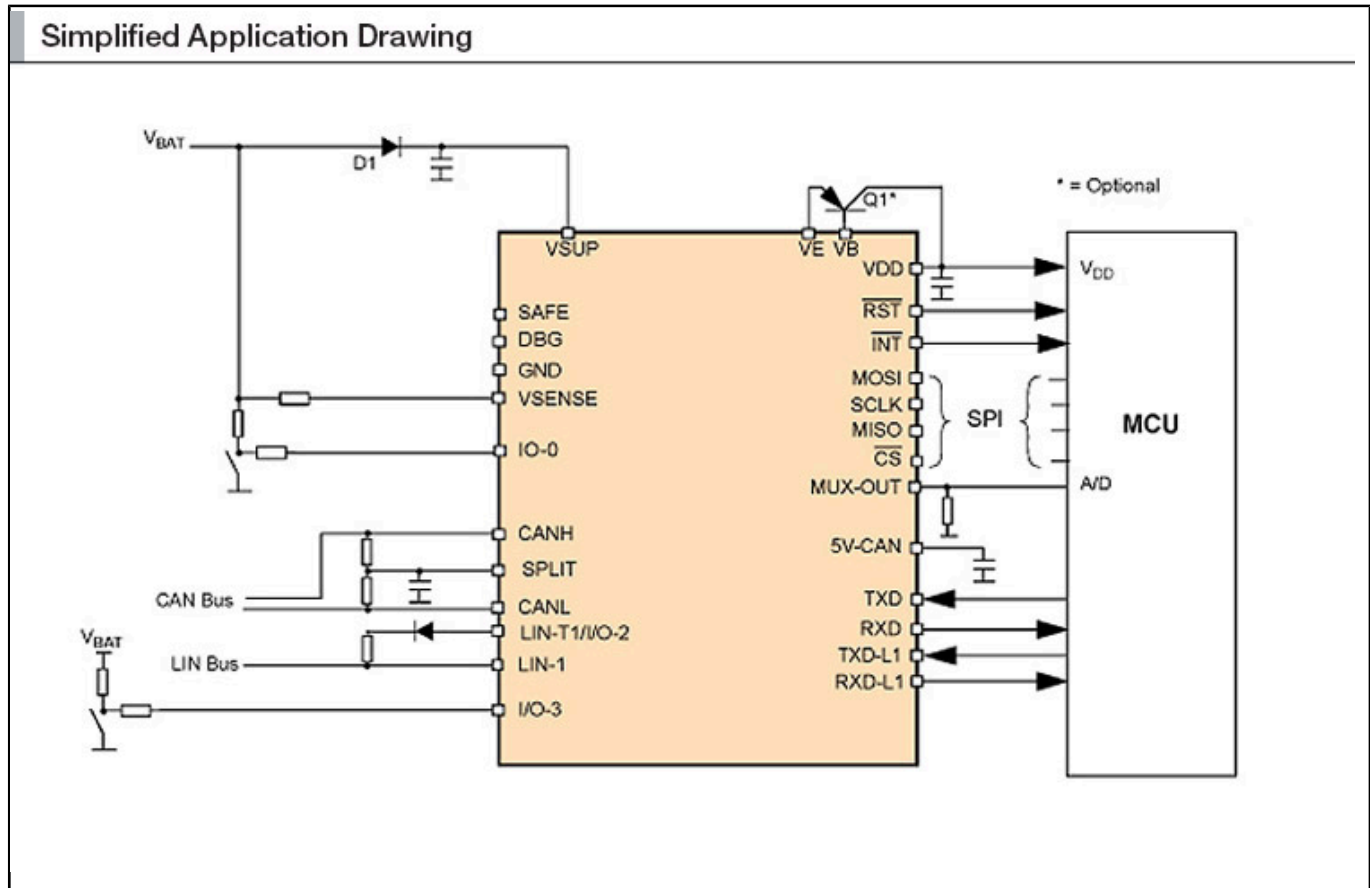 Simplified Application Drawing
VBAT
D1
Q1*
* = Optional
VSUP
VE VB
VDD
VDD
SAFE
RST
DBG
INT
GND
MOSI
VSENSE
SCLK
SPI
MCU
MISO
IO-0
CS
MUX-OUT
A/D
CANH
5V-CAN
SPLIT
CAN Bus
CANL
TXD
LIN-T1/I/O-2
RXD
VBAT
TXD-L1
LIN Bus
LIN-1
RXD-L1
I/O-3